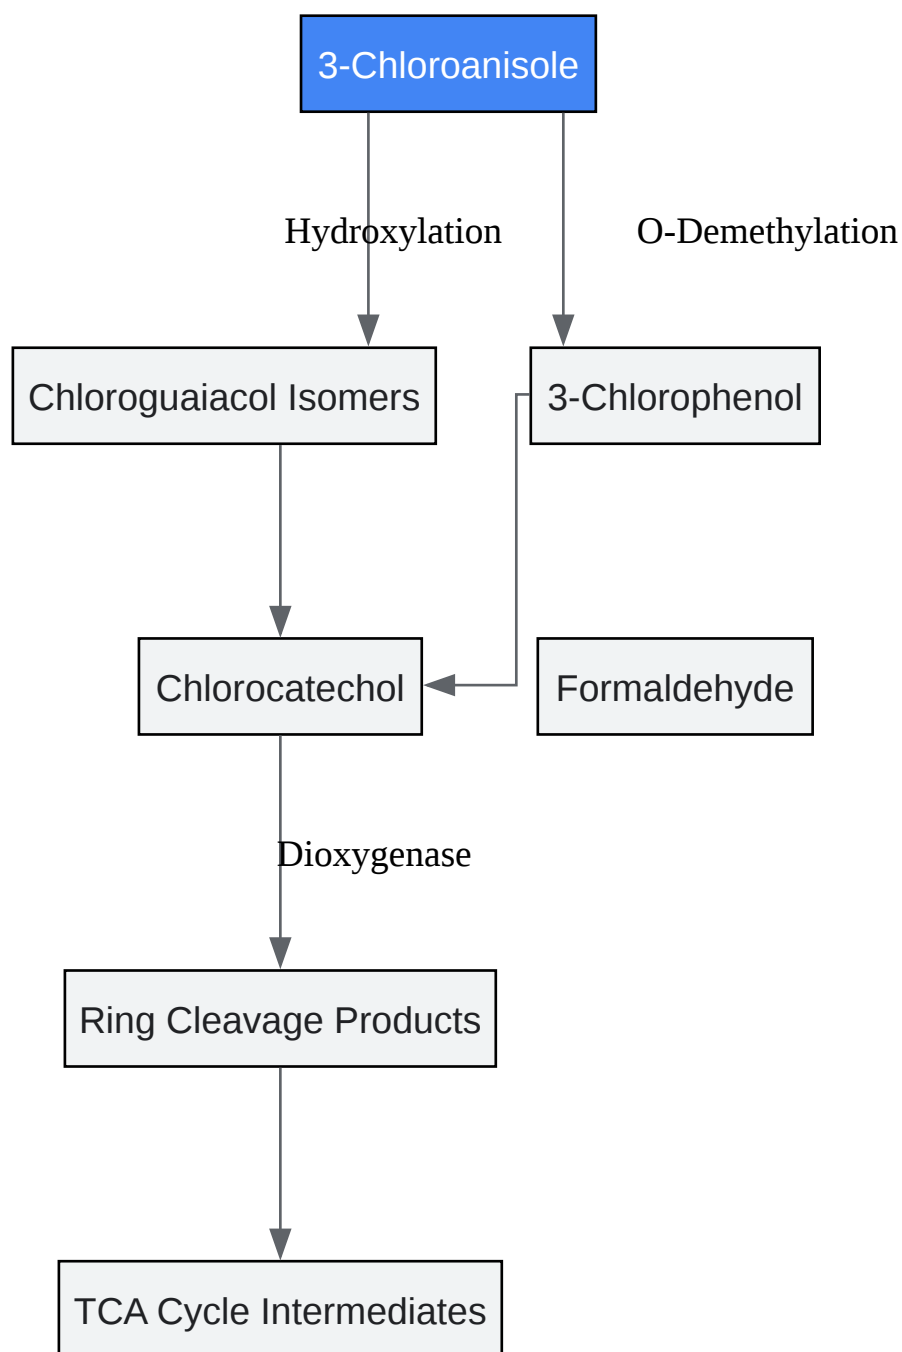 3-Chloroanisole
Hydroxylation
O-Demethylation
Chloroguaiacol Isomers
3-Chlorophenol
Chlorocatechol
Formaldehyde
Dioxygenase
Ring Cleavage Products
TCA Cycle Intermediates